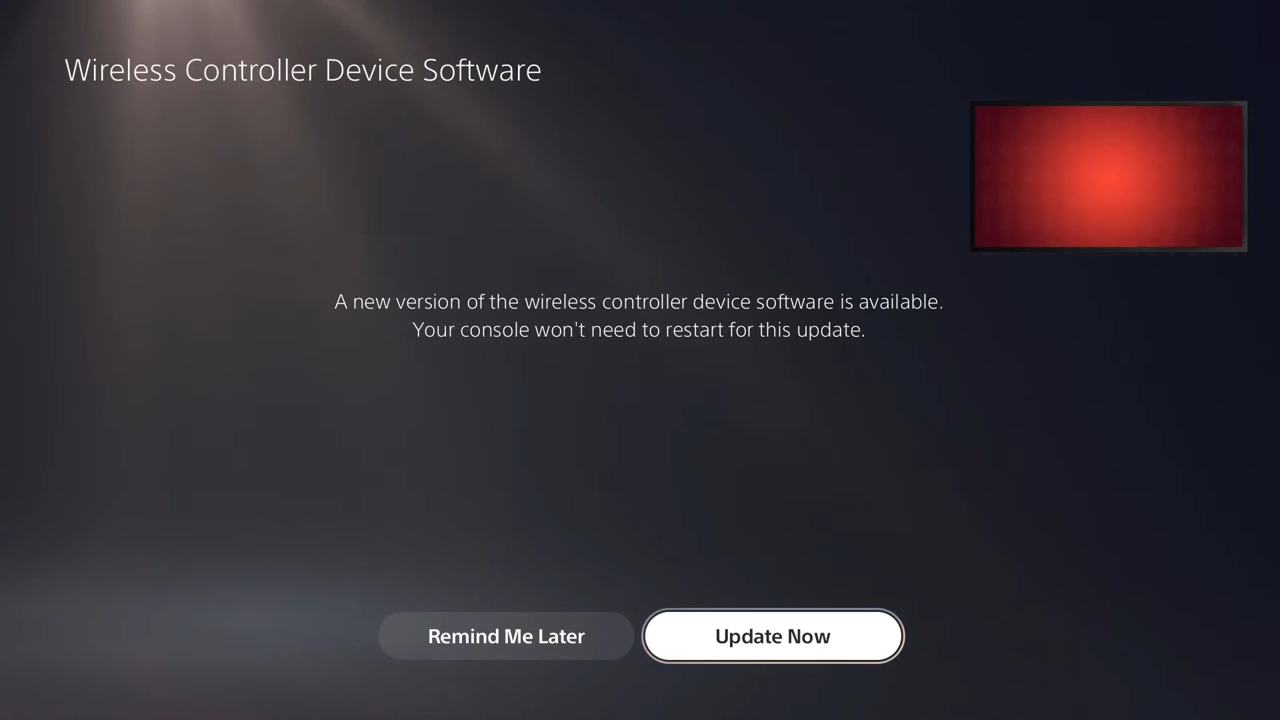 Wireless Controller Device Software
A new version of the wireless controller device software is available.
Your console won't need to restart for this update.
Remind Me Later
Update Now